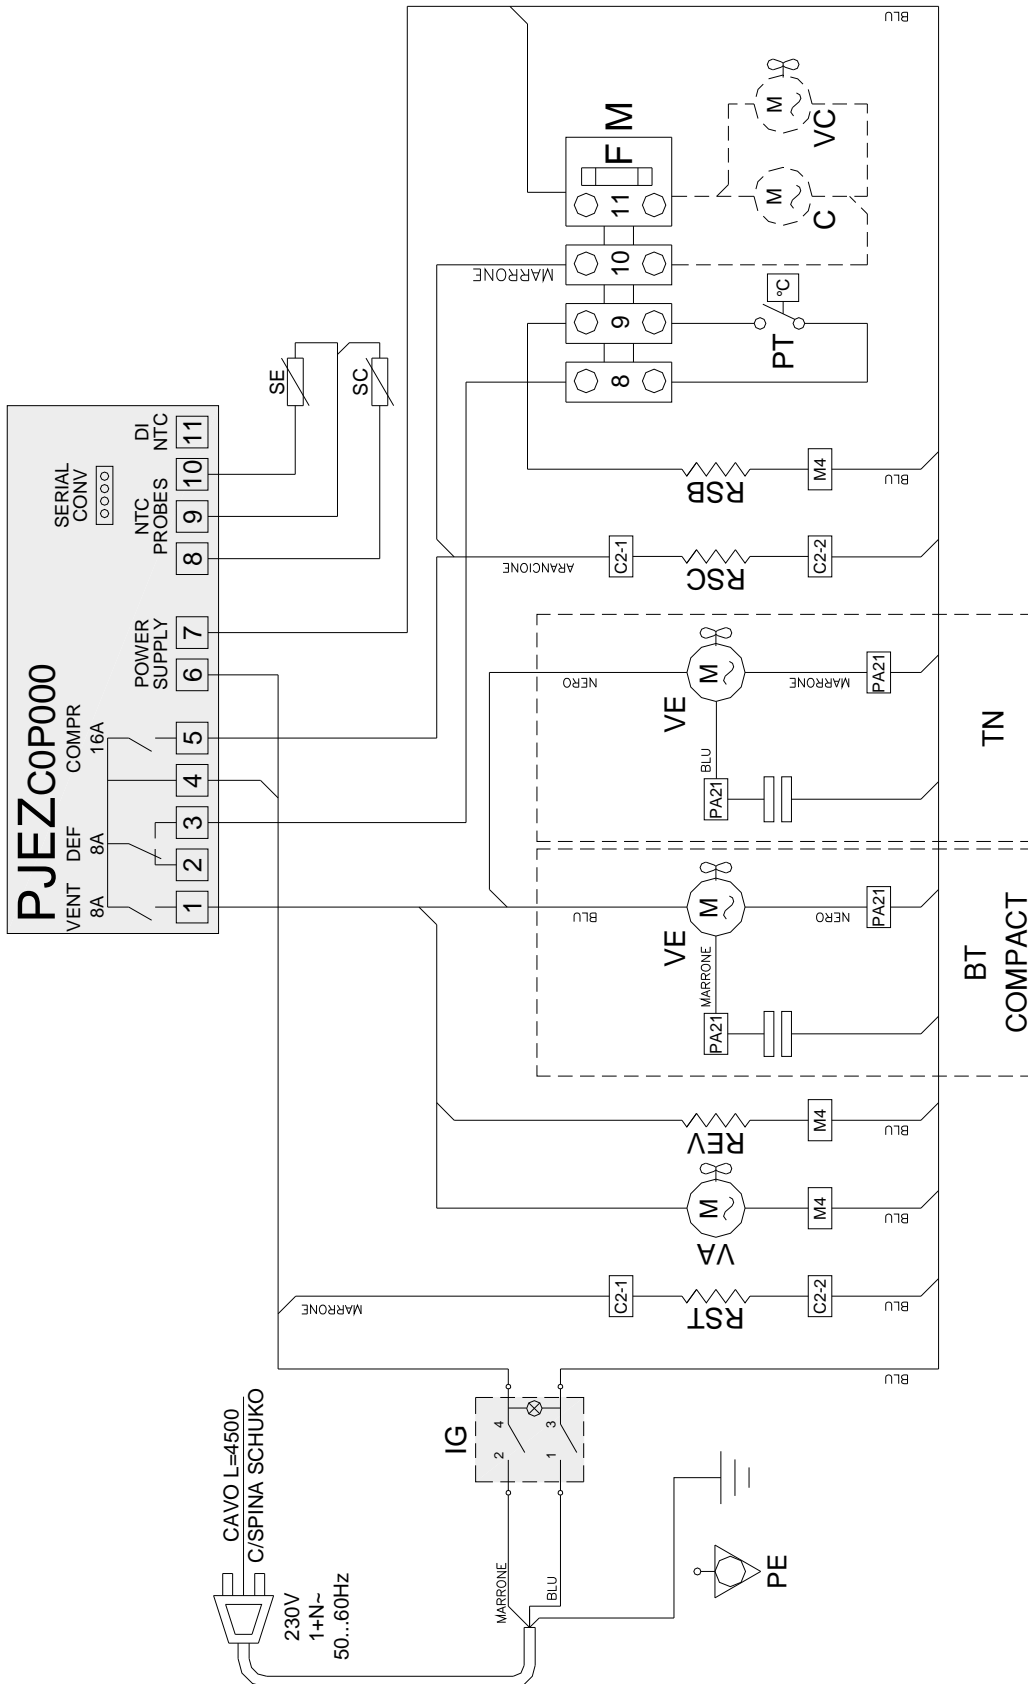 PJEZC0P000
VENT DEF COMPR
8A 8A 16A
POWER
SUPPLY
SERIAL
CONV
NTC
PROBES
DI
NTC
1 2 3 4 5 6 7 8 9 10 11
SE
SC
BLU
MARRONE
F M
8 9 10 11
M
VC
M
C
PT
°C
RSB
M4
BLU
ARANCIONE
C2-1
RSC
C2-2
NERO
VE
M
MARRONE
PA21
BLU
PA21
TN
BLU
VE
M
NERO
PA21
MARRONE
PA21
BT
COMPACT
REV
M4
BLU
VA
M
M4
BLU
MARRONE
C2-1
RST
C2-2
BLU
BLU
IG
2 4
1 3
CAVO L=4500
C/SPINA SCHUKO
230V
1+N~
50...60Hz
MARRONE
BLU
PE